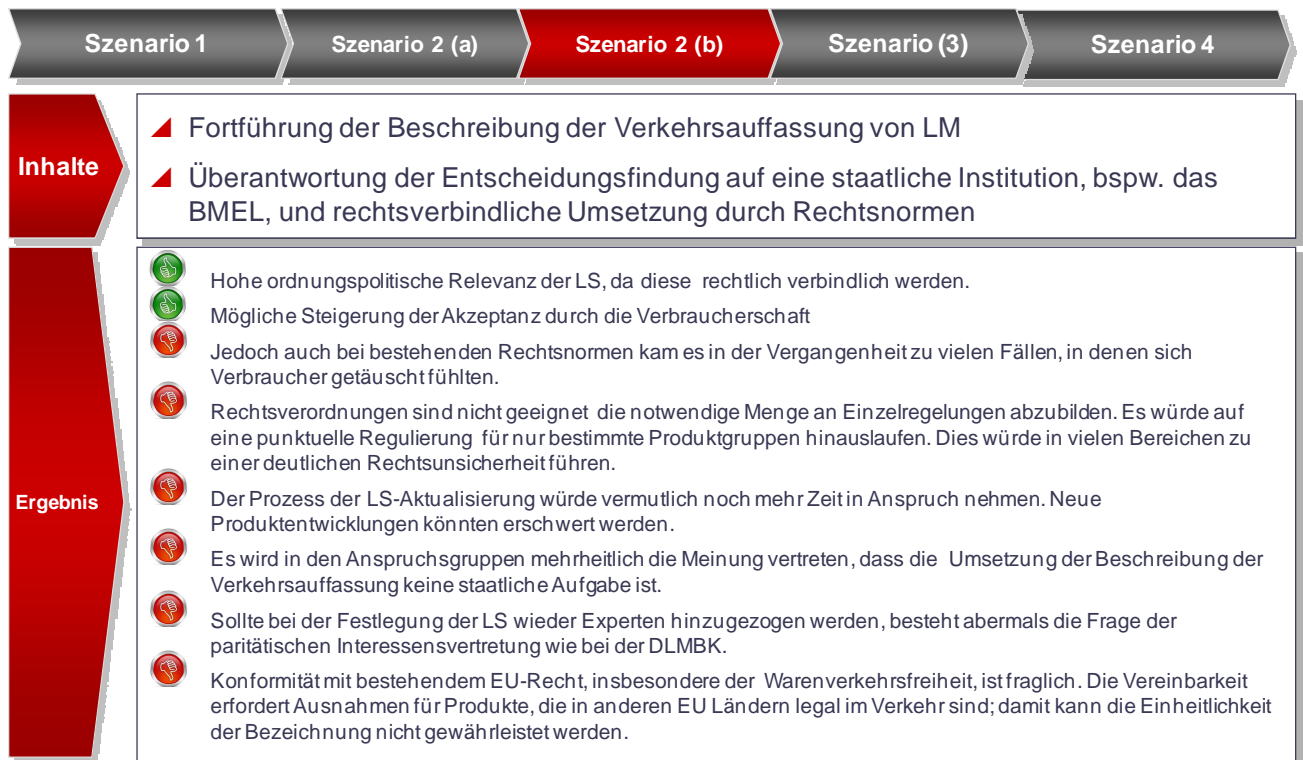 Szenario 1
Szenario 2 (a)
Szenario 2 (b)
Szenario (3)
Szenario 4
Inhalte
Fortführung der Beschreibung der Verkehrsauffassung von LM
Überantwortung der Entscheidungsfindung auf eine staatliche Institution, bspw. das
BMEL, und rechtsverbindliche Umsetzung durch Rechtsnormen
Ergebnis
Hohe ordnungspolitische Relevanz der LS, da diese rechtlich verbindlich werden.
Mögliche Steigerung der Akzeptanz durch die Verbraucherschaft
Jedoch auch bei bestehenden Rechtsnormen kam es in der Vergangenheit zu vielen Fällen, in denen sich
Verbraucher getäuscht fühlten.
Rechtsverordnungen sind nicht geeignet die notwendige Menge an Einzelregelungen abzubilden. Es würde auf
eine punktuelle Regulierung für nur bestimmte Produktgruppen hinauslaufen. Dies würde in vielen Bereichen zu
einer deutlichen Rechtsunsicherheit führen.
Der Prozess der LS-Aktualisierung würde vermutlich noch mehr Zeit in Anspruch nehmen. Neue
Produktentwicklungen könnten erschwert werden.
Es wird in den Anspruchsgruppen mehrheitlich die Meinung vertreten, dass die Umsetzung der Beschreibung der
Verkehrsauffassung keine staatliche Aufgabe ist.
Sollte bei der Festlegung der LS wieder Experten hinzugezogen werden, besteht abermals die Frage der
paritätischen Interessensvertretung wie bei der DLMBK.
Konformität mit bestehendem EU-Recht, insbesondere der Warenverkehrsfreiheit, ist fraglich. Die Vereinbarkeit
erfordert Ausnahmen für Produkte, die in anderen EU Ländern legal im Verkehr sind; damit kann die Einheitlichkeit
der Bezeichnung nicht gewährleistet werden.